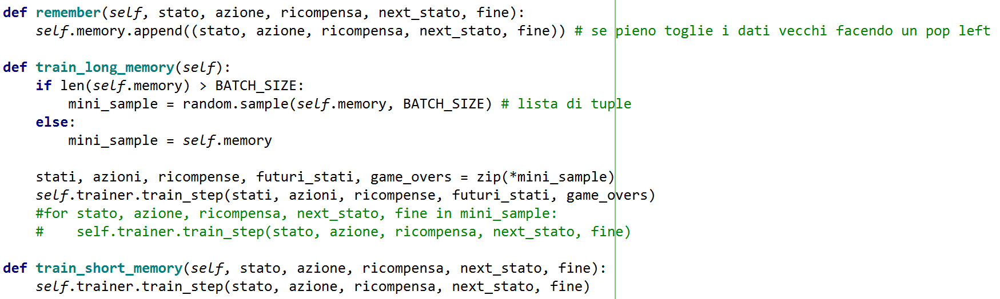 def remember(self, stato, azione, ricompensa, next_stato, fine):
    self.memory.append((stato, azione, ricompensa, next_stato, fine)) # se pieno toglie i dati vecchi facendo un pop left

def train_long_memory(self):
    if len(self.memory) > BATCH_SIZE:
        mini_sample = random.sample(self.memory, BATCH_SIZE) # lista di tuple
    else:
        mini_sample = self.memory

    stati, azioni, ricompense, futuri_stati, game_overs = zip(*mini_sample)
    self.trainer.train_step(stati, azioni, ricompense, futuri_stati, game_overs)
    #for stato, azione, ricompensa, next_stato, fine in mini_sample:
    #    self.trainer.train_step(stato, azione, ricompensa, next_stato, fine)

def train_short_memory(self, stato, azione, ricompensa, next_stato, fine):
    self.trainer.train_step(stato, azione, ricompensa, next_stato, fine)